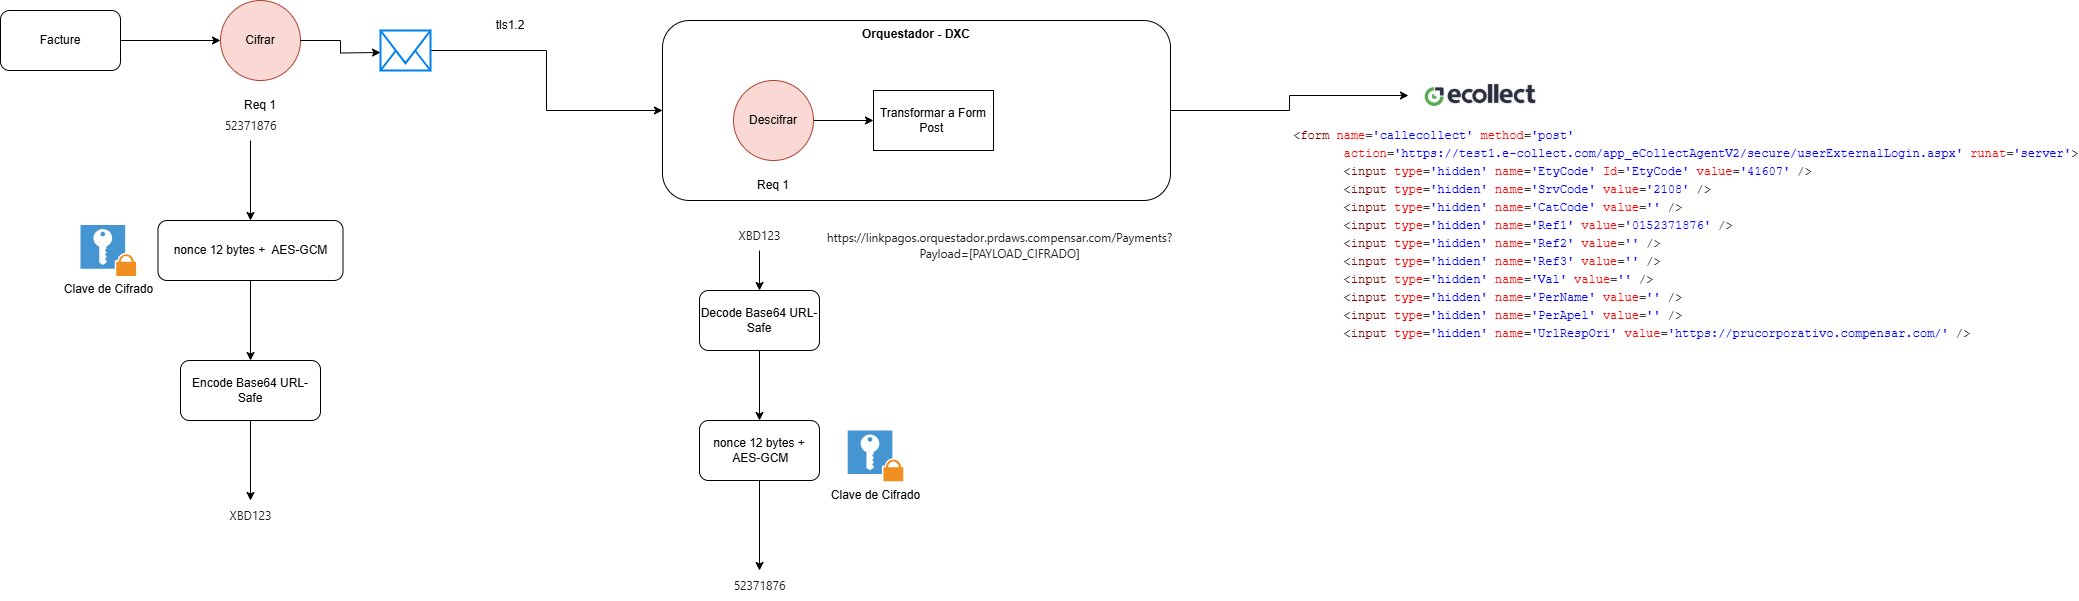 Facture
Cifrar
tls1.2
Orquestador - DXC
Req 1
52371876
Descifrar
Transformar a Form
Post
Req 1
ecollect
<form name='callecollect' method='post'
action='https://test1.e-collect.com/app_eCollectAgentV2/secure/userExternalLogin.aspx' runat='server'>
<input type='hidden' name='EtyCode' Id='EtyCode' value='41607' />
<input type='hidden' name='SrvCode' value='2108' />
<input type='hidden' name='CatCode' value='' />
<input type='hidden' name='Ref1' value='0152371876' />
<input type='hidden' name='Ref2' value='' />
<input type='hidden' name='Ref3' value='' />
<input type='hidden' name='Val' value='' />
<input type='hidden' name='PerName' value='' />
<input type='hidden' name='PerApel' value='' />
<input type='hidden' name='UrlRespOri' value='https://prucorporativo.compensar.com/' />
nonce 12 bytes + AES-GCM
Clave de Cifrado
Encode Base64 URL-
Safe
XBD123
XBD123
https://linkpagos.orquestador.prdaws.compensar.com/Payments?
Payload=[PAYLOAD_CIFRADO]
Decode Base64 URL-
Safe
nonce 12 bytes +
AES-GCM
Clave de Cifrado
52371876